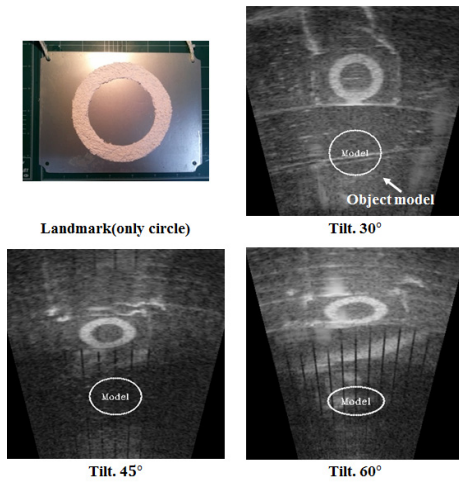 Model
Object model
Landmark(only circle)
Tilt. 30°
Model
Model
Tilt. 45°
Tilt. 60°